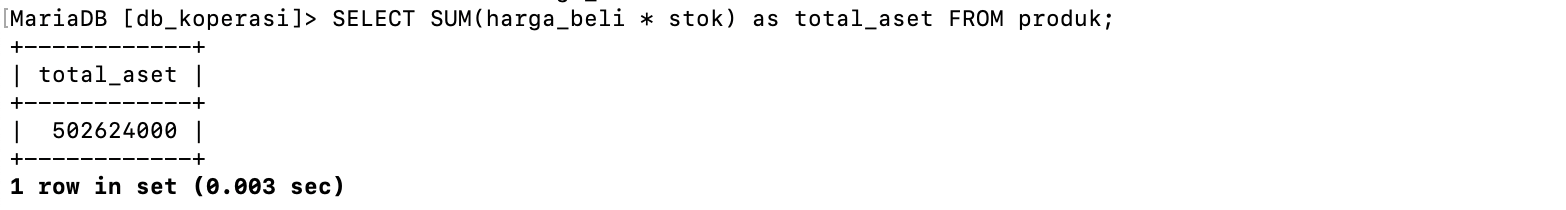 MariaDB [db_koperasi]> SELECT SUM(harga_beli * stok) as total_aset FROM produk;
+------------+
| total_aset |
+------------+
|  502624000 |
+------------+
1 row in set (0.003 sec)